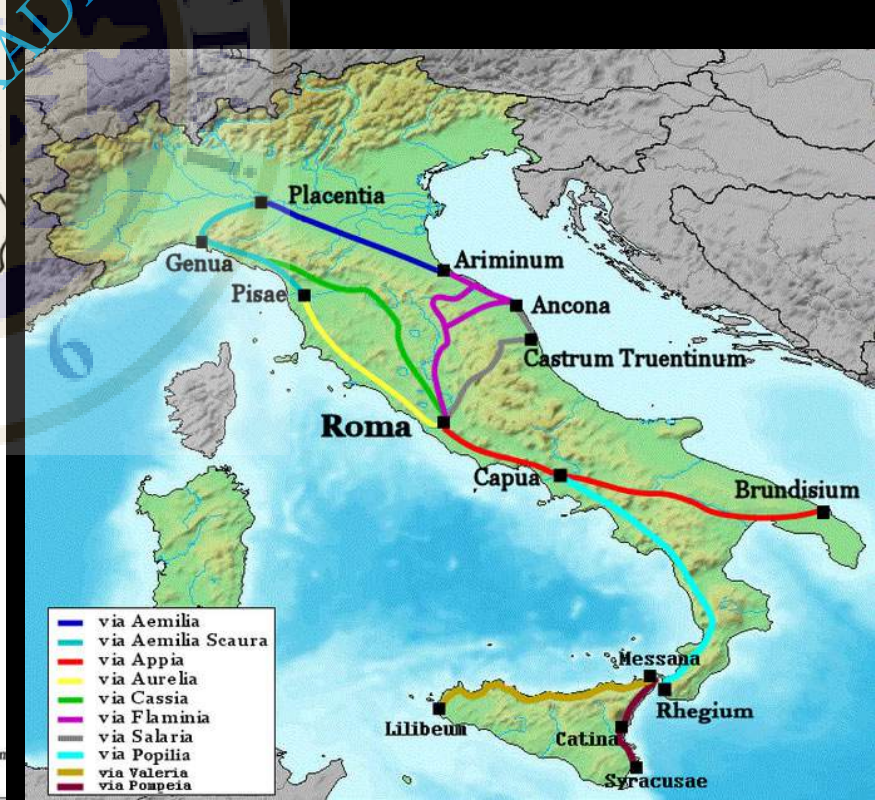 Placentia
Genua
Ariminum
Pisae
Ancona
Castrum Truentinum
Roma
Capua
Brundisium
Messana
Rhegium
Lilibeum
Catina
Syracusae
via Aemilia
via Aemilia Scaura
via Appia
via Aurelia
via Cassia
via Flaminia
via Salaria
via Popilia
via Valeria
via Pompeia
6